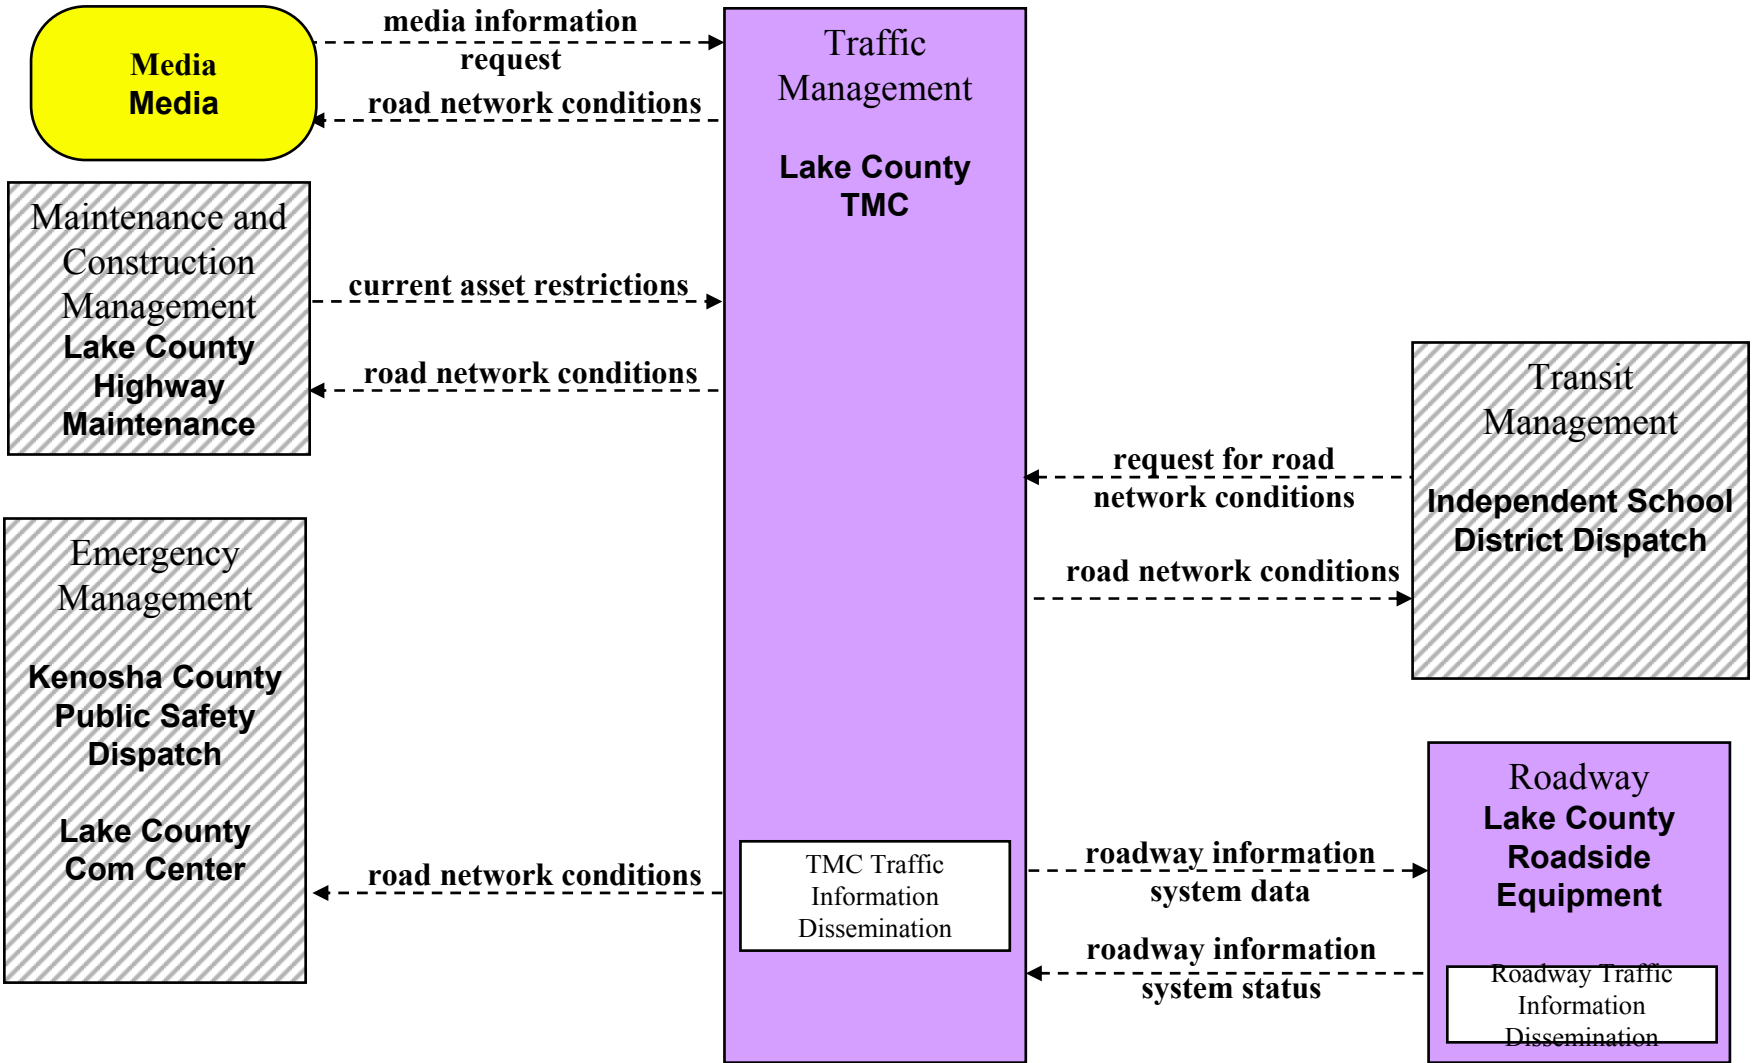 media information
request
Media
Media
road network conditions
Traffic
Management
Lake County
TMC
Maintenance and
Construction
Management
Lake County
Highway
Maintenance
current asset restrictions
road network conditions
Transit
Management
Independent School
District Dispatch
request for road
network conditions
road network conditions
Emergency
Management
Kenosha County
Public Safety
Dispatch
Lake County
Com Center
road network conditions
TMC Traffic
Information
Dissemination
roadway information
system data
roadway information
system status
Roadway
Lake County
Roadside
Equipment
Roadway Traffic
Information
Dissemination